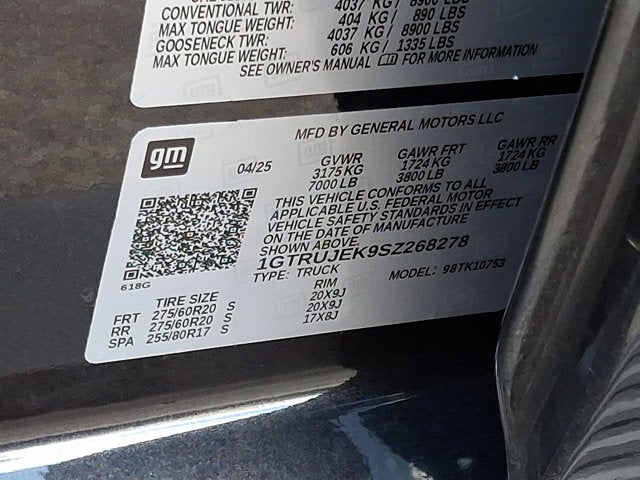 4037 KG / 8900 LBS
CONVENTIONAL TWR: 404 KG / 890 LBS
MAX TONGUE WEIGHT: 4037 KG / 8900 LBS
GOOSENECK TWR: 606 KG / 1335 LBS
MAX TONGUE WEIGHT:
SEE OWNER'S MANUAL FOR MORE INFORMATION
MFD BY GENERAL MOTORS LLC
gm
04/25 GVWR GAWR FRT GAWR RR
3175 KG 1724 KG 1724 KG
7000 LB 3800 LB 3800 LB
THIS VEHICLE CONFORMS TO ALL
APPLICABLE U.S. FEDERAL MOTOR
VEHICLE SAFETY STANDARDS IN EFFECT
ON THE DATE OF MANUFACTURE
SHOWN ABOVE.
1GTRUJEK9SZ268278
618G TYPE: TRUCK MODEL: 98TK10753
TIRE SIZE RIM
FRT 275/60R20 S 20X9J
RR 275/60R20 S 20X9J
SPA 255/80R17 S 17X8J